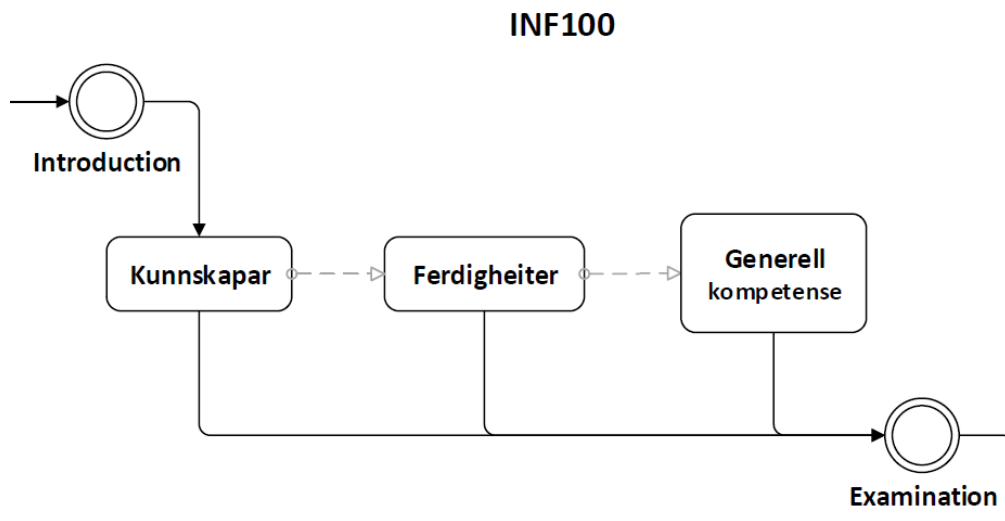 INF100
Introduction
Kunnskapar
Ferdigheiter
Generell
kompetense
Examination